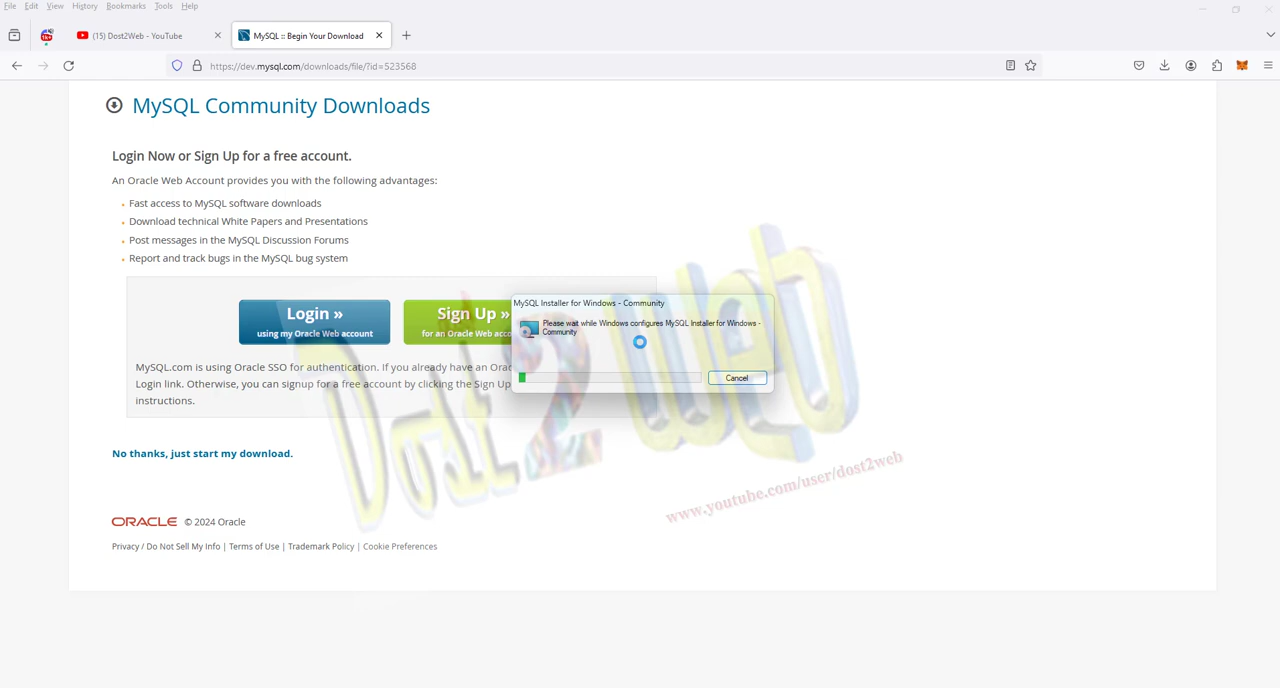 File Edit View History Bookmarks Tools Help
1k+
(15) Dost2Web - YouTube
MySQL :: Begin Your Download
https://dev.mysql.com/downloads/file/?id=523568
MySQL Community Downloads
Login Now or Sign Up for a free account.
An Oracle Web Account provides you with the following advantages:
Fast access to MySQL software downloads
Download technical White Papers and Presentations
Post messages in the MySQL Discussion Forums
Report and track bugs in the MySQL bug system
Login »
using my Oracle Web account
Sign Up »
for an Oracle Web acco
MySQL Installer for Windows - Community
Please wait while Windows configures MySQL Installer for Windows -
Community
Cancel
MySQL.com is using Oracle SSO for authentication. If you already have an Orac
Login link. Otherwise, you can signup for a free account by clicking the Sign Up
instructions.
No thanks, just start my download.
Dost2Web
www.youtube.com/user/dost2web
ORACLE © 2024 Oracle
Privacy / Do Not Sell My Info | Terms of Use | Trademark Policy | Cookie Preferences